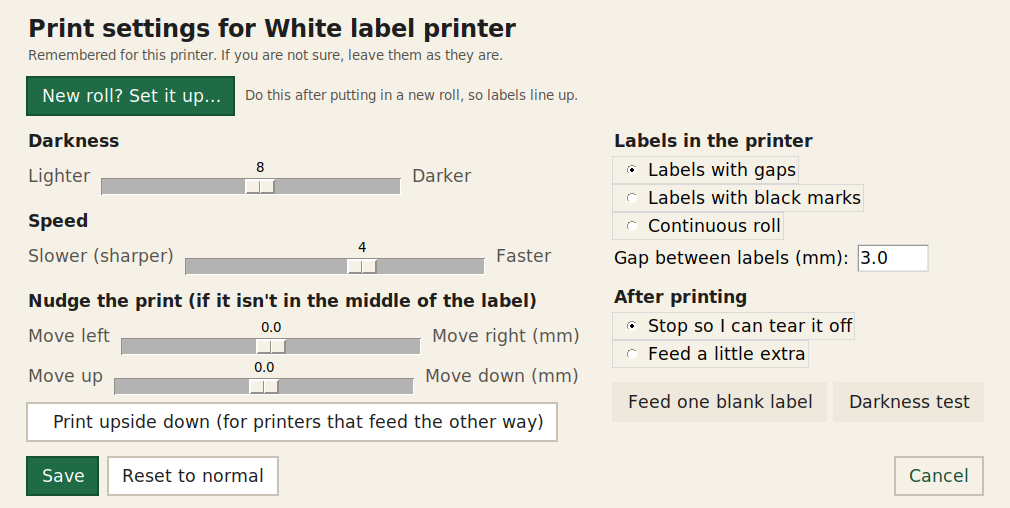 Print settings for White label printer
Remembered for this printer. If you are not sure, leave them as they are.
New roll? Set it up... Do this after putting in a new roll, so labels line up.
Darkness
8
Lighter Darker
Speed
4
Slower (sharper) Faster
Nudge the print (if it isn't in the middle of the label)
0.0
Move left Move right (mm)
0.0
Move up Move down (mm)
Print upside down (for printers that feed the other way)
Labels in the printer
Labels with gaps
Labels with black marks
Continuous roll
Gap between labels (mm): 3.0
After printing
Stop so I can tear it off
Feed a little extra
Feed one blank label Darkness test
Save Reset to normal Cancel